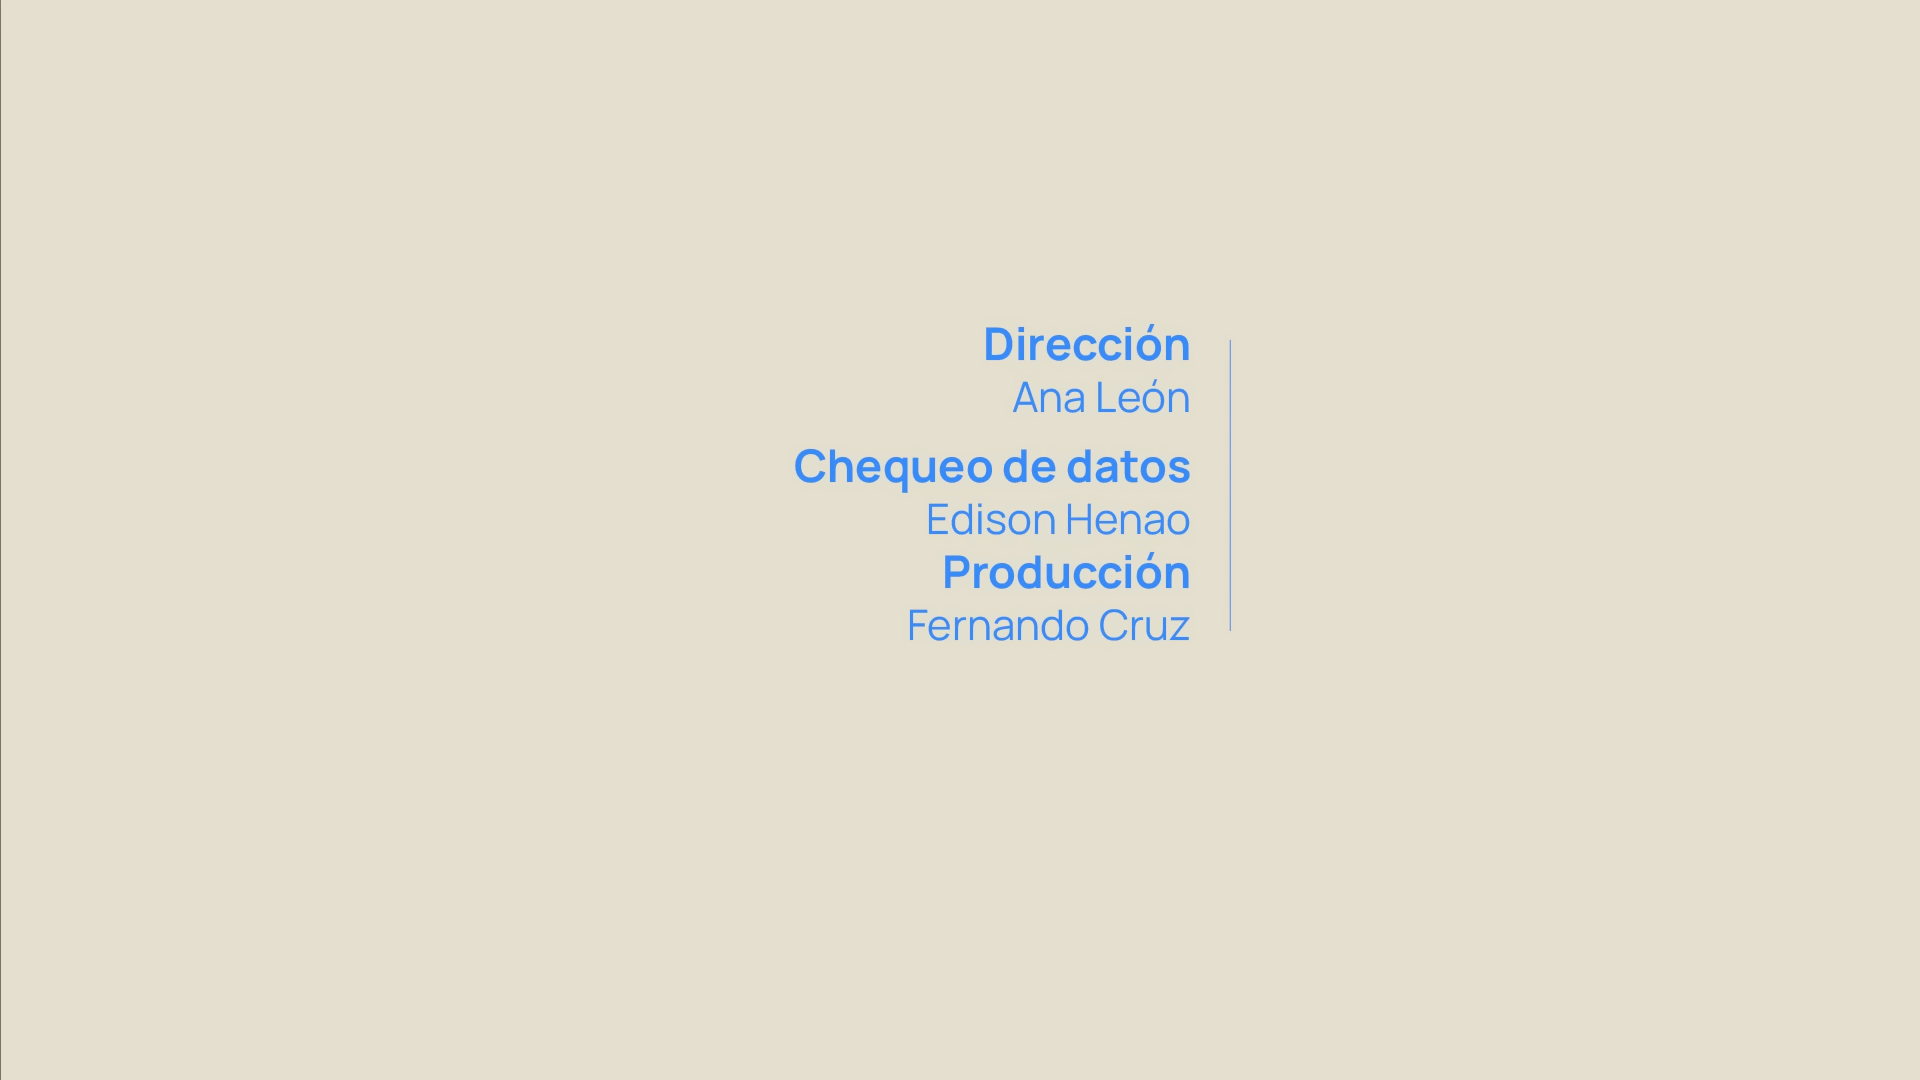 Dirección
Ana León
Chequeo de datos
Edison Henao
Producción
Fernando Cruz